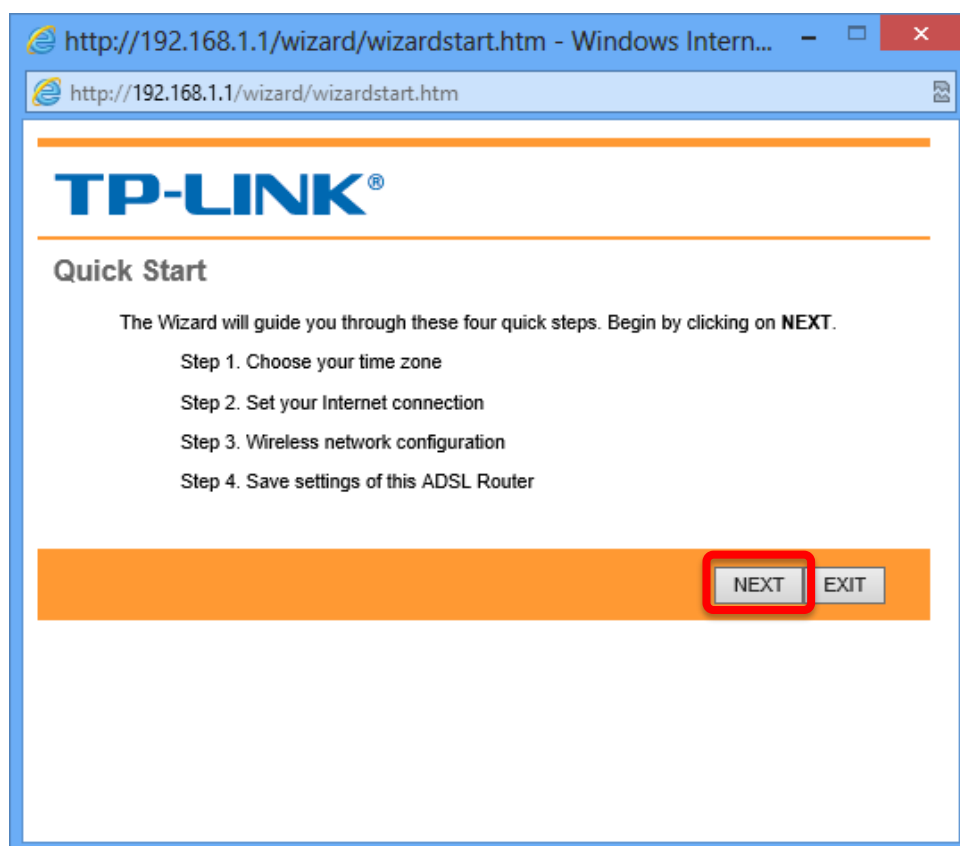 http://192.168.1.1/wizard/wizardstart.htm - Windows Intern...
http://192.168.1.1/wizard/wizardstart.htm
TP-LINK®
Quick Start
The Wizard will guide you through these four quick steps. Begin by clicking on NEXT.
Step 1. Choose your time zone
Step 2. Set your Internet connection
Step 3. Wireless network configuration
Step 4. Save settings of this ADSL Router
NEXT EXIT